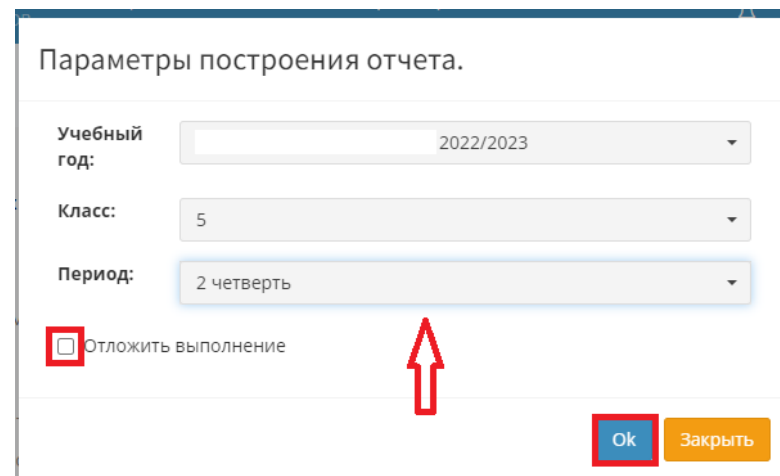 Параметры построения отчета.
Учебный
год:
2022/2023
Класс:
5
Период:
2 четверть
Отложить выполнение
Ok
Закрыть